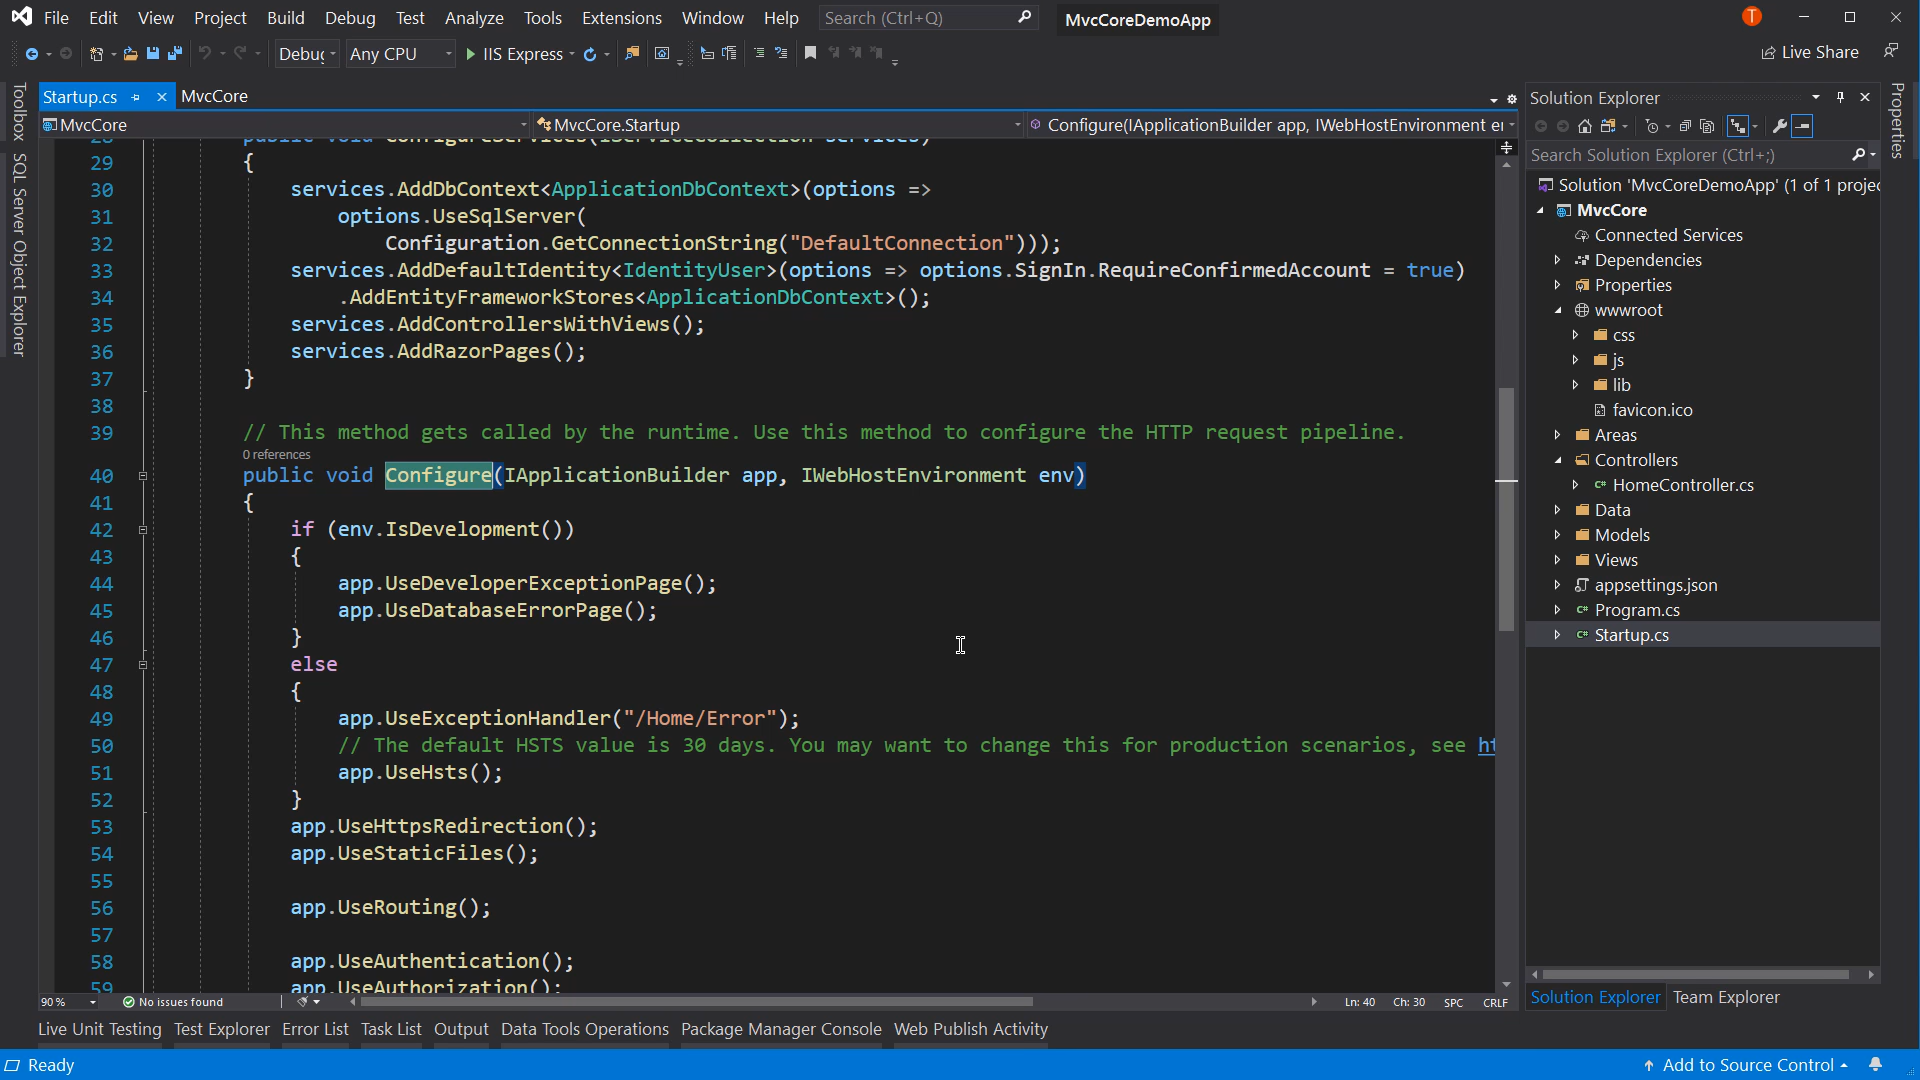 File Edit View Project Build Debug Test Analyze Tools Extensions Window Help Search (Ctrl+Q) MvcCoreDemoApp T
Debug Any CPU IIS Express Live Share
Toolbox
SQL Server Object Explorer
Startup.cs MvcCore
MvcCore MvcCore.Startup Configure(IApplicationBuilder app, IWebHostEnvironment er
28 public void ConfigureServices(IServiceCollection services)
29 {
30 services.AddDbContext<ApplicationDbContext>(options =>
31 options.UseSqlServer(
32 Configuration.GetConnectionString("DefaultConnection")));
33 services.AddDefaultIdentity<IdentityUser>(options => options.SignIn.RequireConfirmedAccount = true)
34 .AddEntityFrameworkStores<ApplicationDbContext>();
35 services.AddControllersWithViews();
36 services.AddRazorPages();
37 }
38
39 // This method gets called by the runtime. Use this method to configure the HTTP request pipeline.
0 references
40 public void Configure(IApplicationBuilder app, IWebHostEnvironment env)
41 {
42 if (env.IsDevelopment())
43 {
44 app.UseDeveloperExceptionPage();
45 app.UseDatabaseErrorPage();
46 }
47 else
48 {
49 app.UseExceptionHandler("/Home/Error");
50 // The default HSTS value is 30 days. You may want to change this for production scenarios, see ht
51 app.UseHsts();
52 }
53 app.UseHttpsRedirection();
54 app.UseStaticFiles();
55
56 app.UseRouting();
57
58 app.UseAuthentication();
59 app.UseAuthorization();
90 % No issues found Ln: 40 Ch: 30 SPC CRLF
Solution Explorer
Search Solution Explorer (Ctrl+;)
Solution 'MvcCoreDemoApp' (1 of 1 projec
MvcCore
Connected Services
Dependencies
Properties
wwwroot
css
js
lib
favicon.ico
Areas
Controllers
HomeController.cs
Data
Models
Views
appsettings.json
Program.cs
Startup.cs
Solution Explorer Team Explorer
Properties
Live Unit Testing Test Explorer Error List Task List Output Data Tools Operations Package Manager Console Web Publish Activity
Ready Add to Source Control